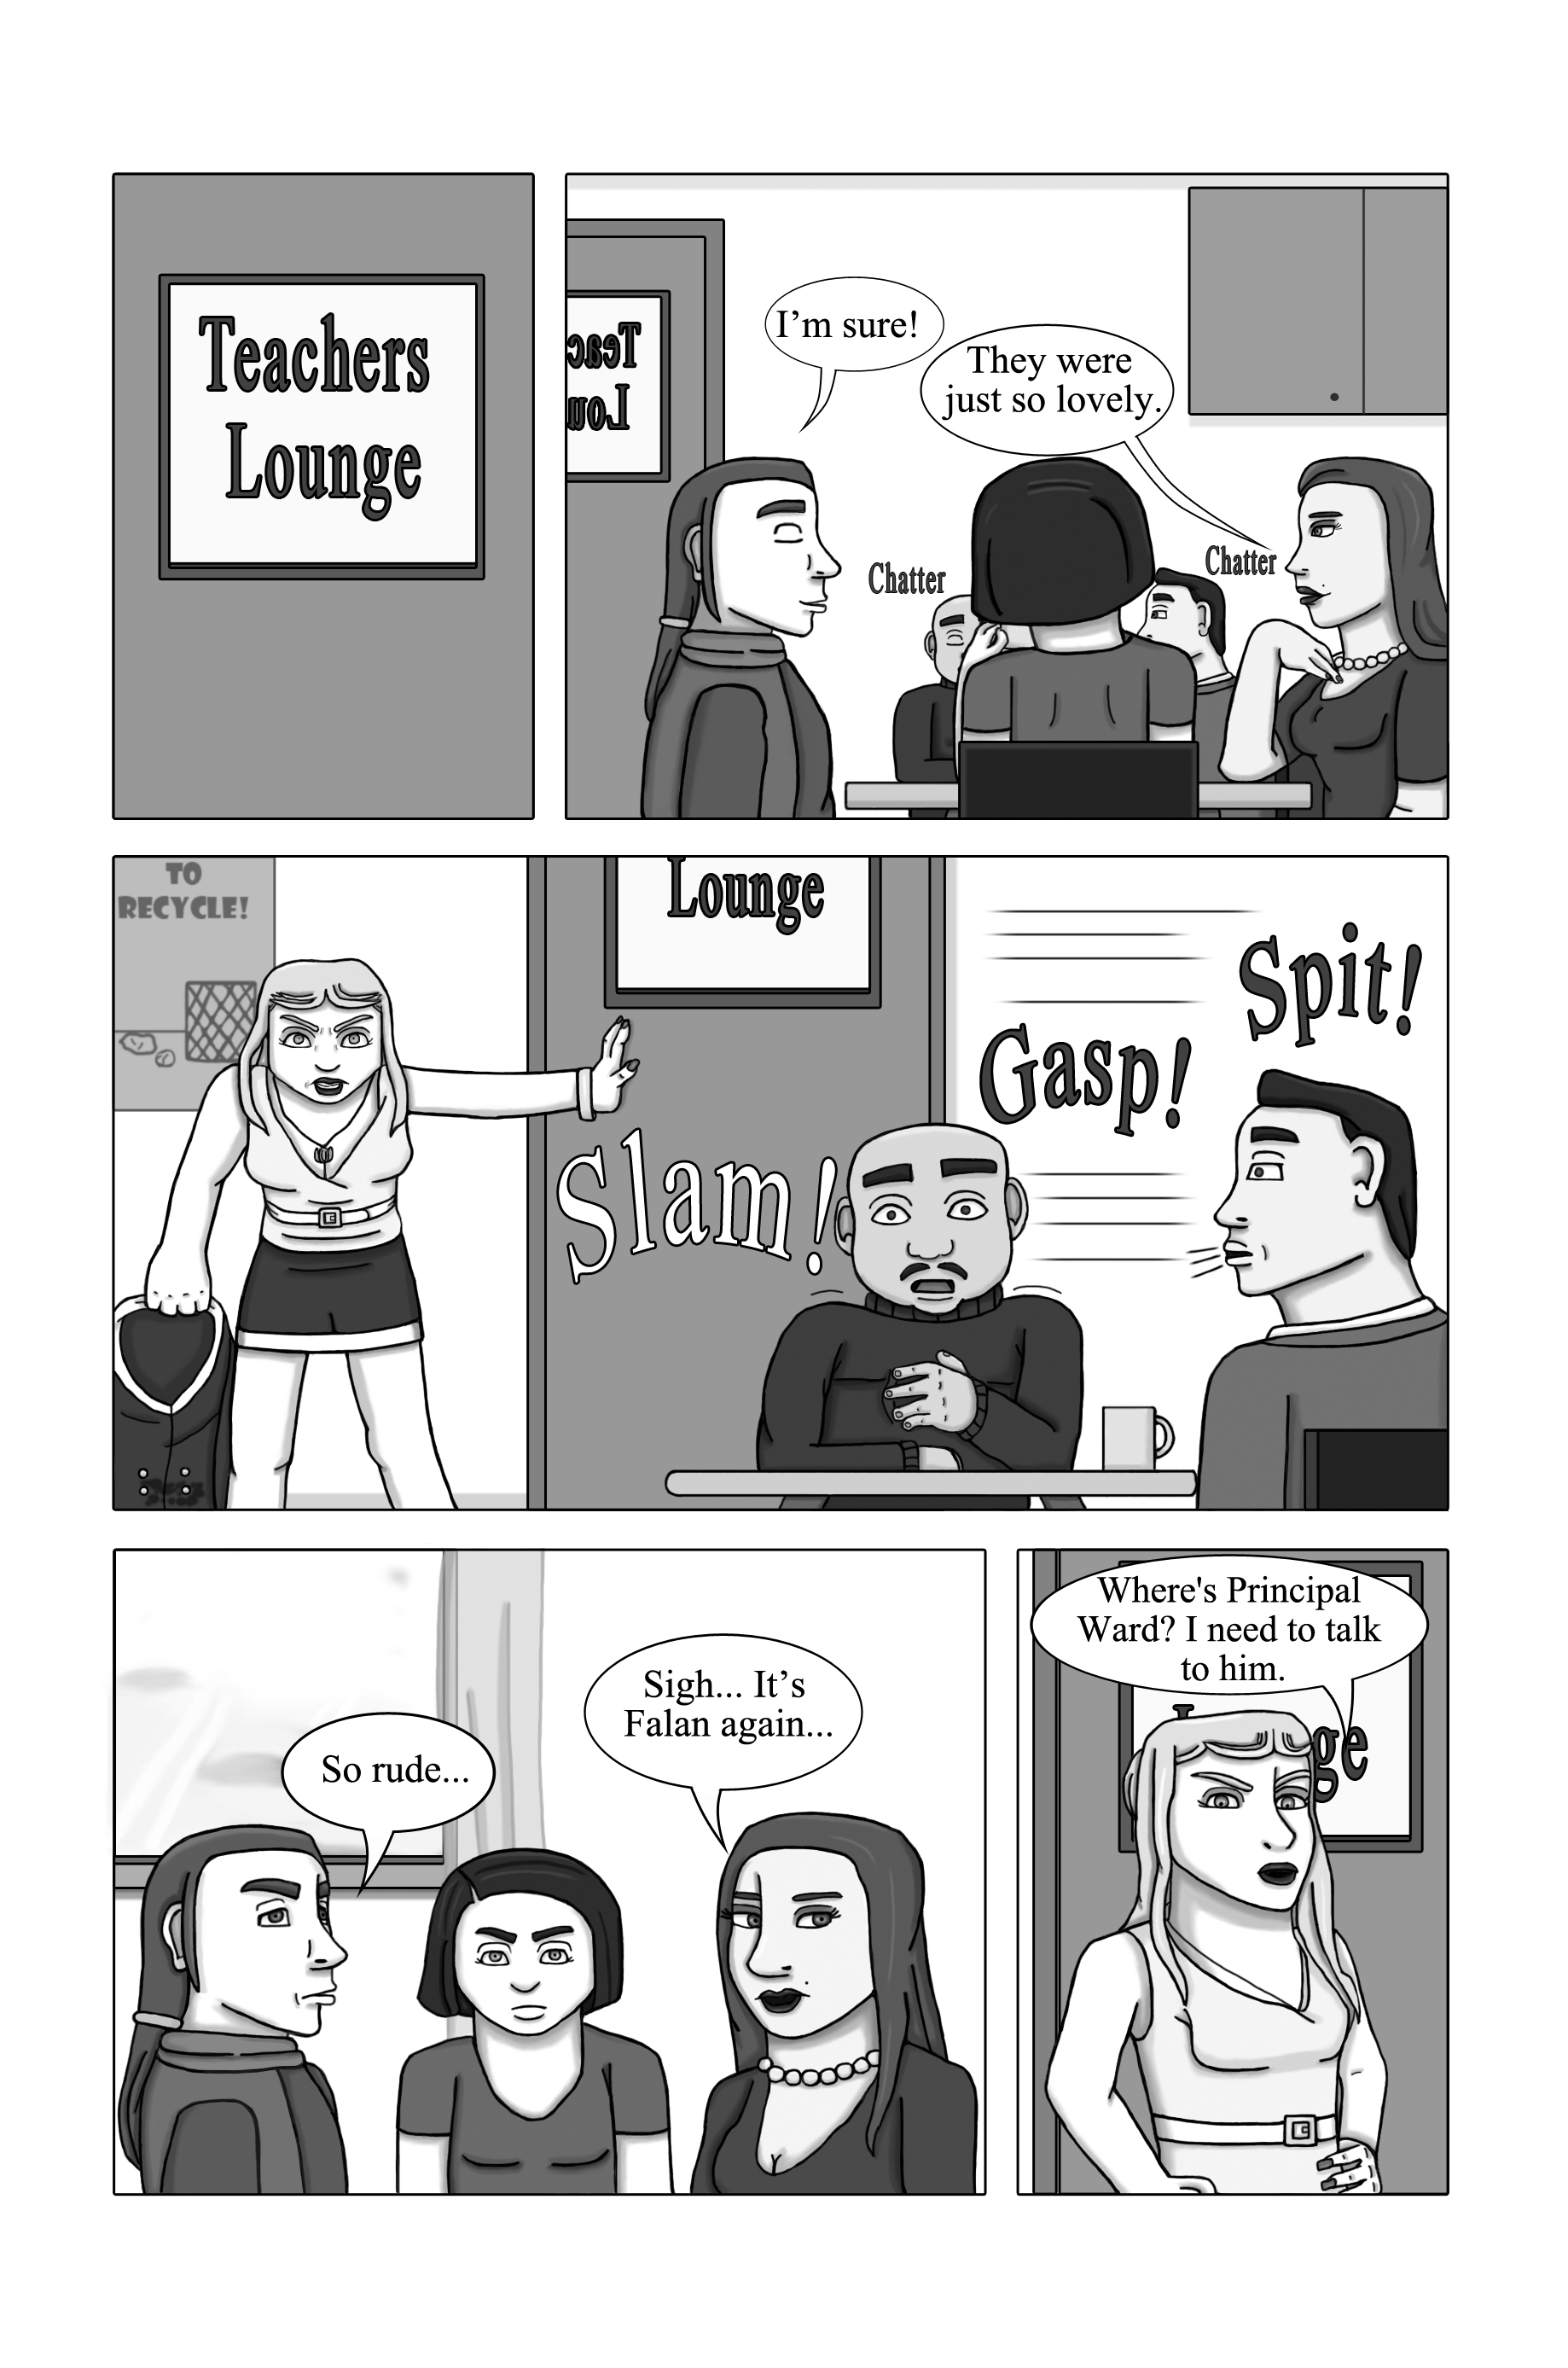 Teachers
Lounge
I'm sure!
They were
just so lovely.
Teac
Lou
Chatter
Chatter
TO
RECYCLE!
Lounge
Slam!
Gasp!
Spit!
So rude...
Sigh... It's
Falan again...
Where's Principal
Ward? I need to talk
to him.
L ge